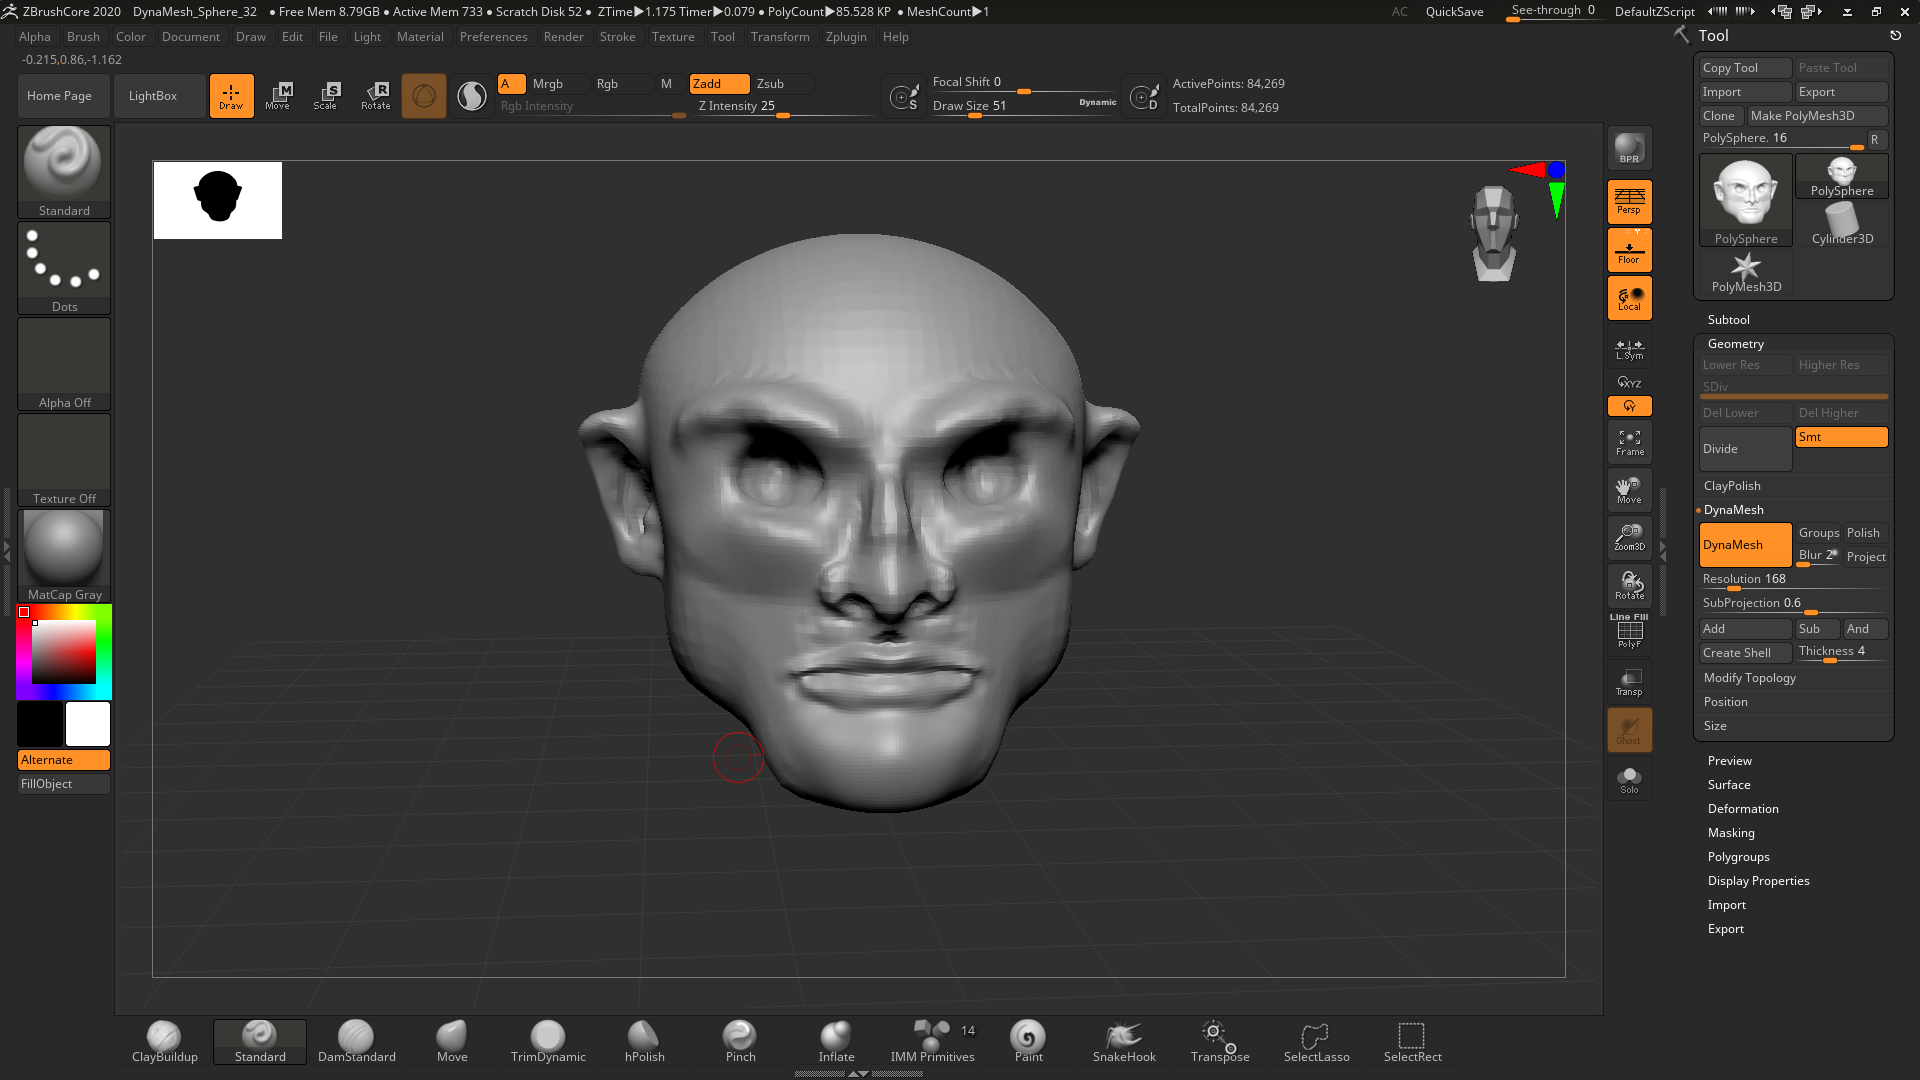 ZBrushCore 2020 DynaMesh_Sphere_32 • Free Mem 8.79GB • Active Mem 733 • Scratch Disk 52 • ZTime▶1.175 Timer▶0.079 • PolyCount▶85.528 KP • MeshCount▶1 AC QuickSave See-through 0 DefaultZScript
Alpha Brush Color Document Draw Edit File Light Material Preferences Render Stroke Texture Tool Transform Zplugin Help
-0.215,0.86,-1.162
Home Page LightBox Draw Move Scale Rotate A Mrgb Rgb M Zadd Zsub
Rgb Intensity Z Intensity 25
M S R
S Focal Shift 0
Draw Size 51 Dynamic D
ActivePoints: 84,269
TotalPoints: 84,269
Standard
Dots
Alpha Off
Texture Off
MatCap Gray
Alternate
FillObject
BPR
Persp
Floor
Local
L.Sym
XYZ
Y
Frame
Move
Zoom3D
Rotate
Line Fill
PolyF
Transp
Ghost
Solo
Tool
Copy Tool Paste Tool
Import Export
Clone Make PolyMesh3D
PolySphere. 16 R
PolySphere PolySphere
Cylinder3D
PolyMesh3D
Subtool
Geometry
Lower Res Higher Res
SDiv
Del Lower Del Higher
Divide Smt
ClayPolish
DynaMesh
DynaMesh Groups Polish
Blur 2 Project
Resolution 168
SubProjection 0.6
Add Sub And
Create Shell Thickness 4
Modify Topology
Position
Size
Preview
Surface
Deformation
Masking
Polygroups
Display Properties
Import
Export
ClayBuildup Standard DamStandard Move TrimDynamic hPolish Pinch Inflate IMM Primitives 14 Paint SnakeHook Transpose SelectLasso SelectRect